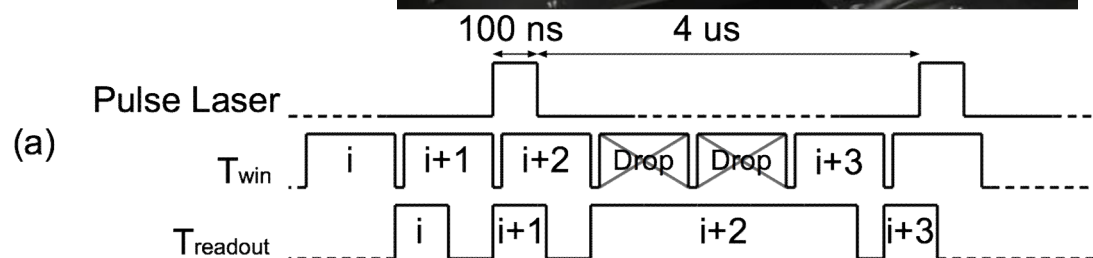 100 ns 4 us
Pulse Laser
(a)
Twin i i+1 i+2 Drop Drop i+3
Treadout i i+1 i+2 i+3